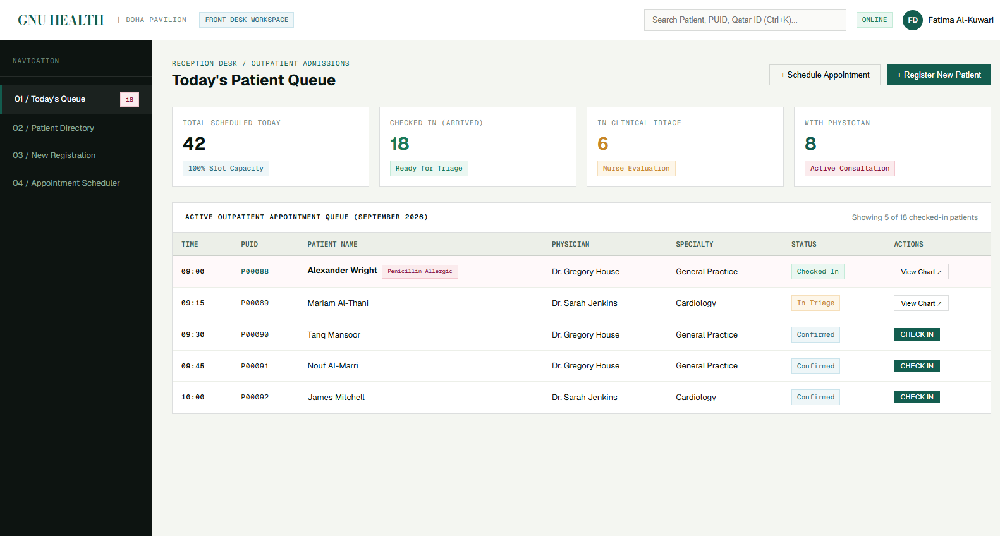 GNU HEALTH | DOHA PAVILION FRONT DESK WORKSPACE Search Patient, PUID, Qatar ID (Ctrl+K)... ONLINE FD Fatima Al-Kuwari
NAVIGATION
01 / Today's Queue 18
02 / Patient Directory
03 / New Registration
04 / Appointment Scheduler
RECEPTION DESK / OUTPATIENT ADMISSIONS
Today's Patient Queue
+ Schedule Appointment + Register New Patient
TOTAL SCHEDULED TODAY
42
100% Slot Capacity
CHECKED IN (ARRIVED)
18
Ready for Triage
IN CLINICAL TRIAGE
6
Nurse Evaluation
WITH PHYSICIAN
8
Active Consultation
ACTIVE OUTPATIENT APPOINTMENT QUEUE (SEPTEMBER 2026) Showing 5 of 18 checked-in patients
TIME PUID PATIENT NAME PHYSICIAN SPECIALTY STATUS ACTIONS
09:00 P00088 Alexander Wright Penicillin Allergic Dr. Gregory House General Practice Checked In View Chart ↗
09:15 P00089 Mariam Al-Thani Dr. Sarah Jenkins Cardiology In Triage View Chart ↗
09:30 P00090 Tariq Mansoor Dr. Gregory House General Practice Confirmed CHECK IN
09:45 P00091 Nouf Al-Marri Dr. Gregory House General Practice Confirmed CHECK IN
10:00 P00092 James Mitchell Dr. Sarah Jenkins Cardiology Confirmed CHECK IN